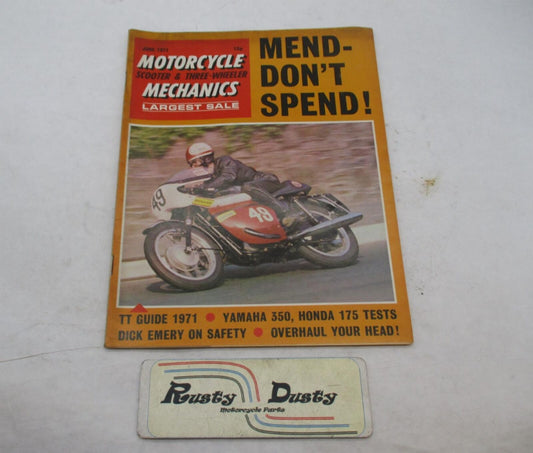 JUNE 1971 15p
MOTORCYCLE
SCOOTER & THREE-WHEELER
MECHANICS
LARGEST SALE
MEND-
DON'T
SPEND!
49
48
TT GUIDE 1971 ● YAMAHA 350, HONDA 175 TESTS
DICK EMERY ON SAFETY ● OVERHAUL YOUR HEAD!
Rusty Dusty
Motorcycle Parts